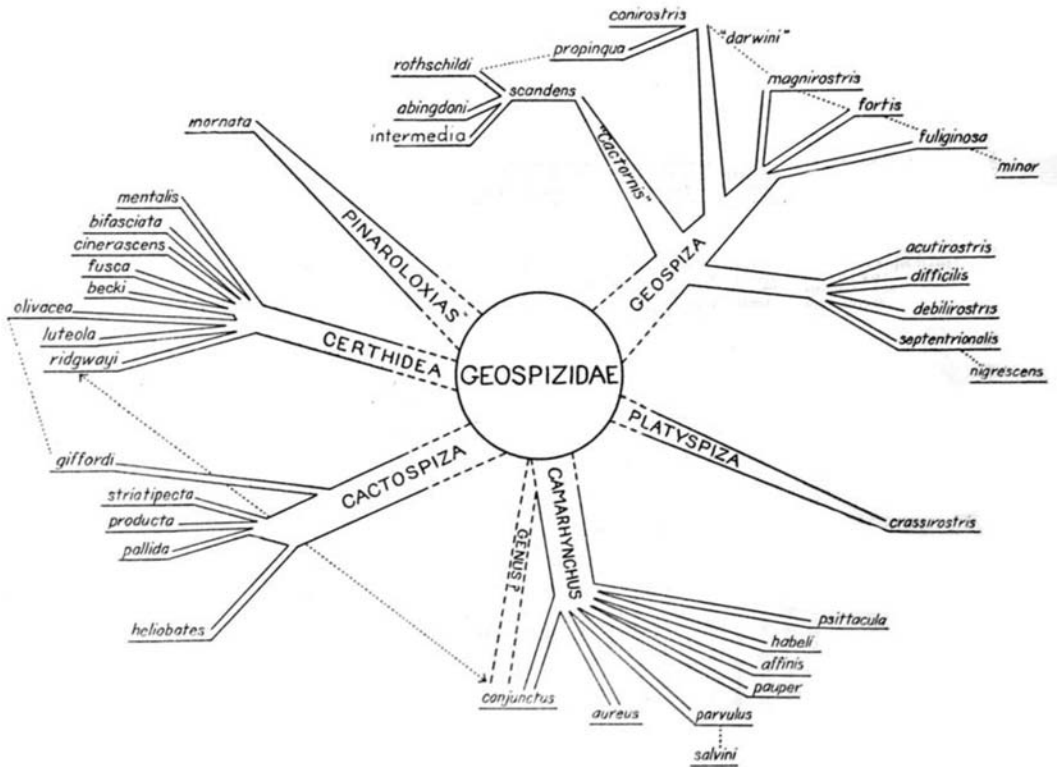 conirostris
"darwini"
propinqua
rothschildi
magnirostris
scandens
abingdoni
fortis
intermedia
mornata
fuliginosa
minor
"Cactornis"
mentalis
PINAROLOXIAS"
GEOSPIZA
bifasciata
cinerascens
acutirostris
fusca
difficilis
becki
debilirostris
olivacea
luteola
septentrionalis
ridgwayi
CERTHIDEA
GEOSPIZIDAE
nigrescens
PLATYSPIZA
giffordi
CACTOSPIZA
striatipecta
CAMARHYNCHUS
producta
GENUS?
crassirostris
pallida
heliobates
psittacula
habeli
affinis
pauper
conjunctus
aureus
parvulus
salvini